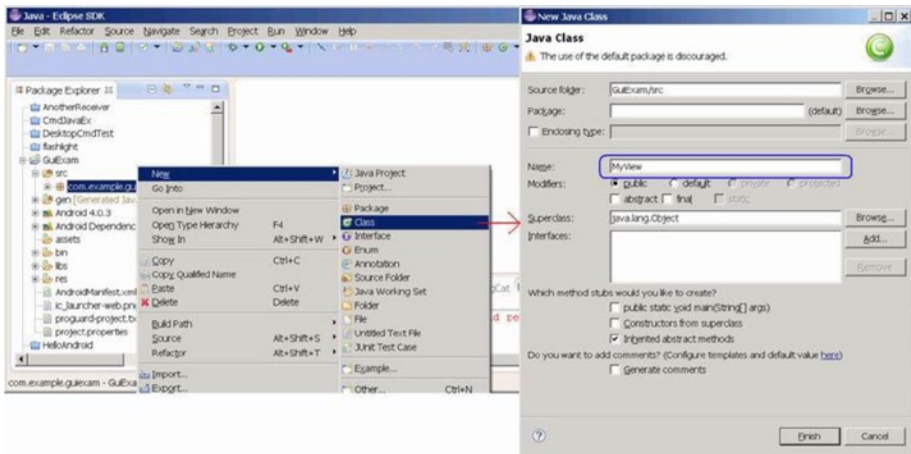 Java - Eclipse SDK
File Edit Refactor Source Navigate Search Project Run Window Help
Package Explorer
AnotherReceiver
CmdJavaEx
DesktopCmdTest
flashlight
GuiExam
src
com.example.gu
gen [Generated Jav
Android 4.0.3
Android Dependenc
assets
bin
libs
res
AndroidManifest.xml
ic_launcher-web.pn
proguard-project.tx
project.properties
HelloAndroid
com.example.guiexam - GuiExa
New
Go Into
Open in New Window
Open Type Hierarchy F4
Show In Alt+Shift+W
Copy Ctrl+C
Copy Qualified Name
Paste Ctrl+V
Delete Delete
Build Path
Source Alt+Shift+S
Refactor Alt+Shift+T
Import...
Export...
Java Project
Project...
Package
Class
Interface
Enum
Annotation
Source Folder
Java Working Set
Folder
File
Untitled Text File
JUnit Test Case
Example...
Other... Ctrl+N
gCat
d re
New Java Class
Java Class
The use of the default package is discouraged.
Source folder: GuiExam/src Browse...
Package: (default) Browse...
Enclosing type: Browse...
Name: MyView
Modifiers: public default private protected
abstract final static
Superclass: java.lang.Object Browse...
Interfaces: Add...
Remove
Which method stubs would you like to create?
public static void main(String[] args)
Constructors from superclass
Inherited abstract methods
Do you want to add comments? (Configure templates and default value here)
Generate comments
Finish Cancel